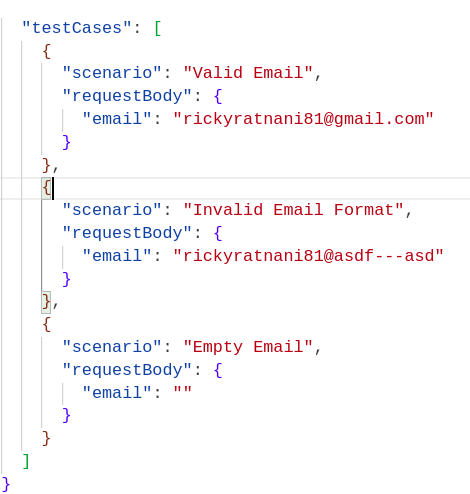 "testCases": [
{
"scenario": "Valid Email",
"requestBody": {
"email": "rickyratnani81@gmail.com"
}
},
{
"scenario": "Invalid Email Format",
"requestBody": {
"email": "rickyratnani81@asdf---asd"
}
},
{
"scenario": "Empty Email",
"requestBody": {
"email": ""
}
}
]
}